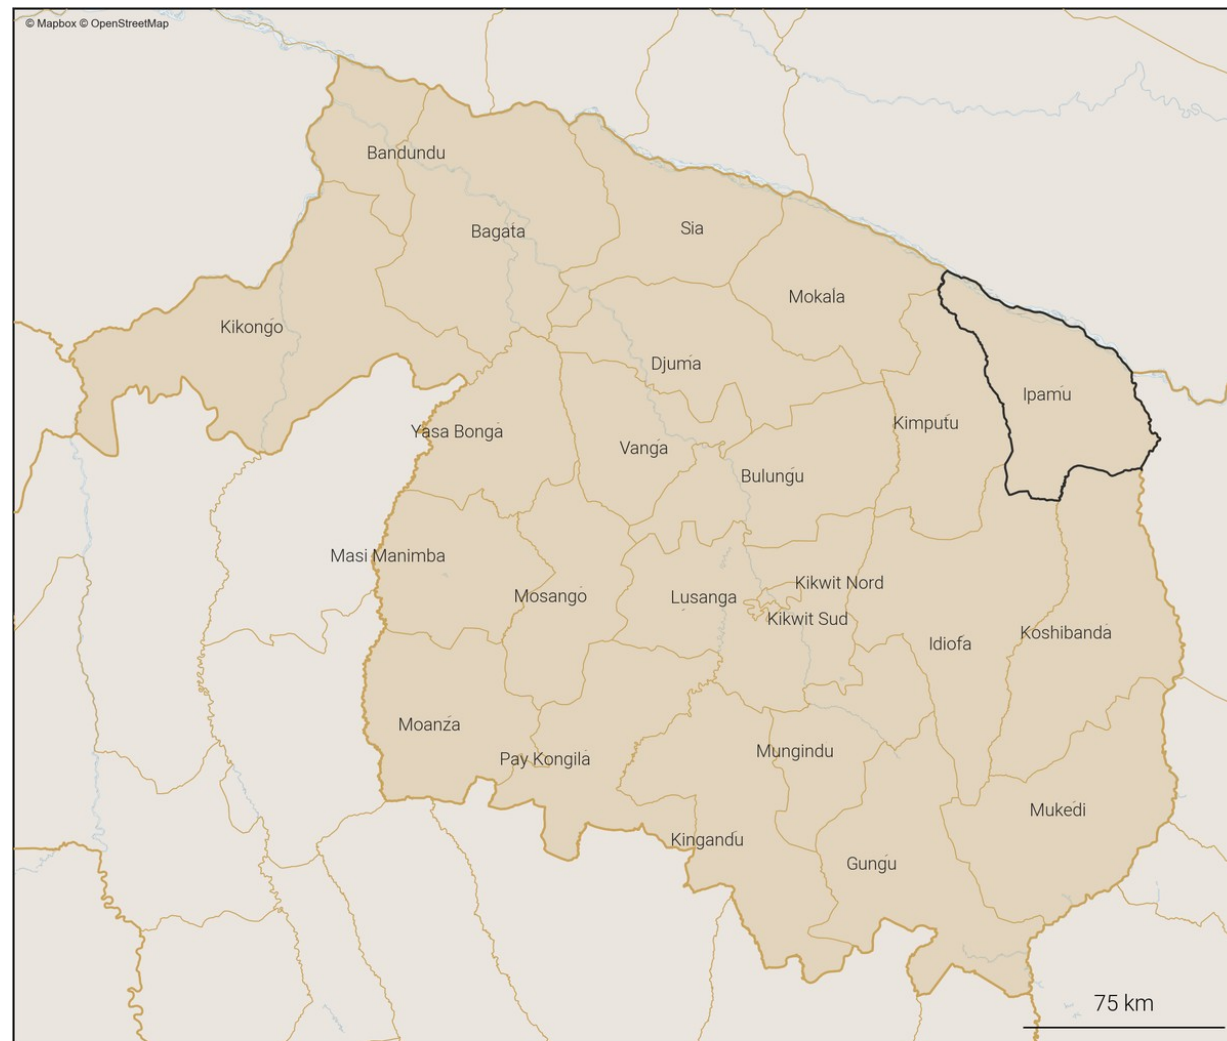 © Mapbox © OpenStreetMap
Bandundu
Bagata
Sia
Mokala
Kikongo
Djuma
Ipamu
Kimputu
Yasa Bonga
Vanga
Bulungu
Masi Manimba
Mosango
Lusanga
Kikwit Nord
Kikwit Sud
Koshibanda
Idiofa
Moanza
Mungindu
Pay Kongila
Mukedi
Kingandu
Gungu
75 km